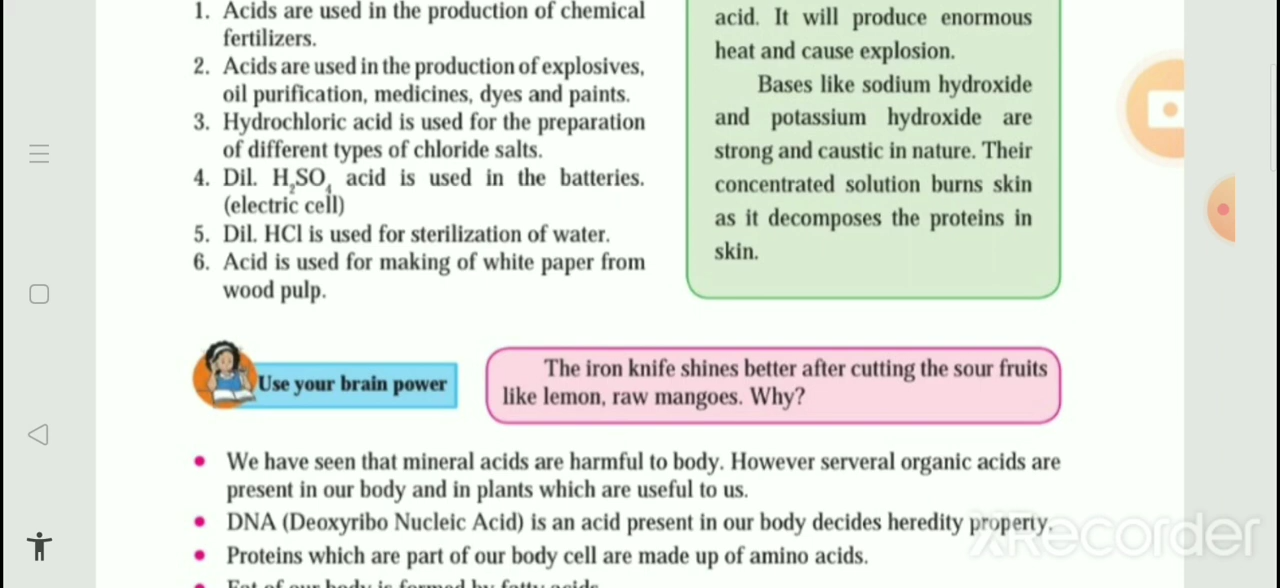 1. Acids are used in the production of chemical
fertilizers.
2. Acids are used in the production of explosives,
oil purification, medicines, dyes and paints.
3. Hydrochloric acid is used for the preparation
of different types of chloride salts.
4. Dil. H₂SO₄ acid is used in the batteries.
(electric cell)
5. Dil. HCl is used for sterilization of water.
6. Acid is used for making of white paper from
wood pulp.
acid. It will produce enormous
heat and cause explosion.
Bases like sodium hydroxide
and potassium hydroxide are
strong and caustic in nature. Their
concentrated solution burns skin
as it decomposes the proteins in
skin.
Use your brain power
The iron knife shines better after cutting the sour fruits
like lemon, raw mangoes. Why?
• We have seen that mineral acids are harmful to body. However serveral organic acids are
present in our body and in plants which are useful to us.
• DNA (Deoxyribo Nucleic Acid) is an acid present in our body decides heredity property.
• Proteins which are part of our body cell are made up of amino acids.
• Fat of our body is formed by fatty acids
XRecorder